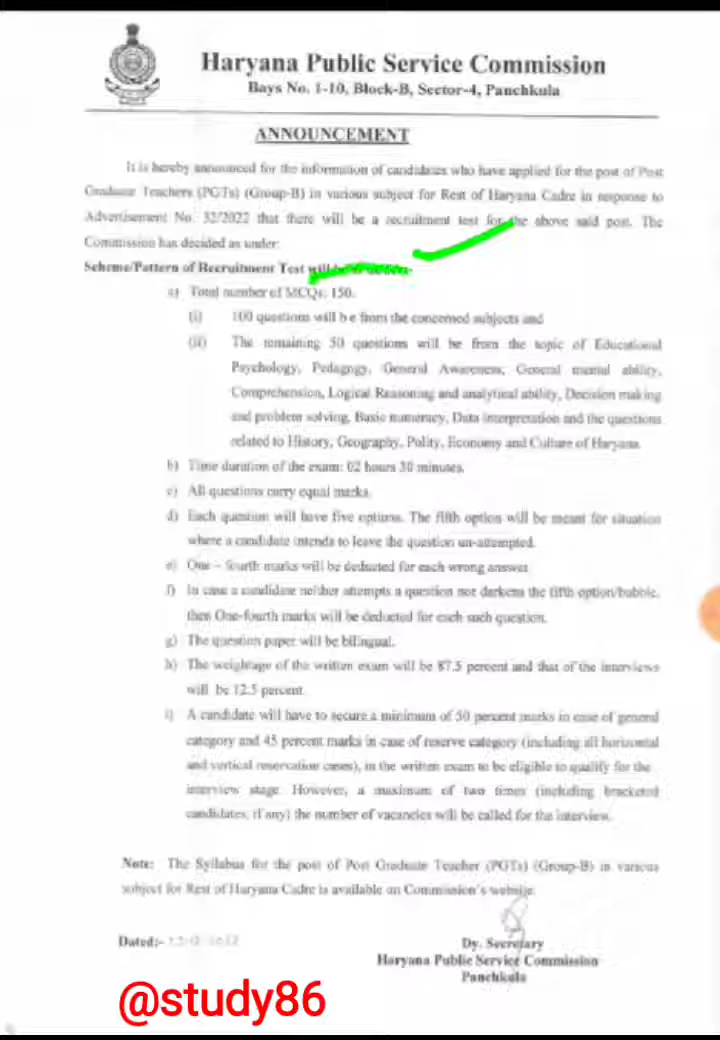 Haryana Public Service Commission
Bays No. 1-10, Block-B, Sector-4, Panchkula
ANNOUNCEMENT
It is hereby announced for the information of candidates who have applied for the post of Post
Graduate Teachers (PGTs) (Group-B) in various subject for Rest of Haryana Cadre in response to
Advertisement No. 32/2022 that there will be a recruitment test for the above said post. The
Commission has decided as under:
Scheme/Pattern of Recruitment Test will
a) Total number of MCQs: 150.
(i) 100 questions will be from the concerned subjects and
(ii) The remaining 50 questions will be from the topic of Educational
Psychology, Pedagogy, General Awareness, General mental ability,
Comprehension, Logical Reasoning and analytical ability, Decision making
and problem solving, Basic numeracy, Data interpretation and the questions
related to History, Geography, Polity, Economy and Culture of Haryana.
b) Time duration of the exam: 02 hours 30 minutes.
c) All questions carry equal marks.
d) Each question will have five options. The fifth option will be meant for situation
where a candidate intends to leave the question un-attempted.
e) One – fourth marks will be deducted for each wrong answer
f) In case a candidate neither attempts a question nor darkens the fifth option/bubble,
then One-fourth marks will be deducted for each such question.
g) The question paper will be bilingual.
h) The weightage of the written exam will be 87.5 percent and that of the interviews
will be 12.5 percent.
i) A candidate will have to secure a minimum of 50 percent marks in case of general
category and 45 percent marks in case of reserve category (including all horizontal
and vertical reservation cases), in the written exam to be eligible to qualify for the
interview stage. However, a maximum of two times (including bracketed
candidates, if any) the number of vacancies will be called for the interview.
Note: The Syllabus for the post of Post Graduate Teacher (PGTs) (Group-B) in various
subject for Rest of Haryana Cadre is available on Commission's website.
Dated:-
Dy. Secretary
Haryana Public Service Commission
Panchkula
@study86